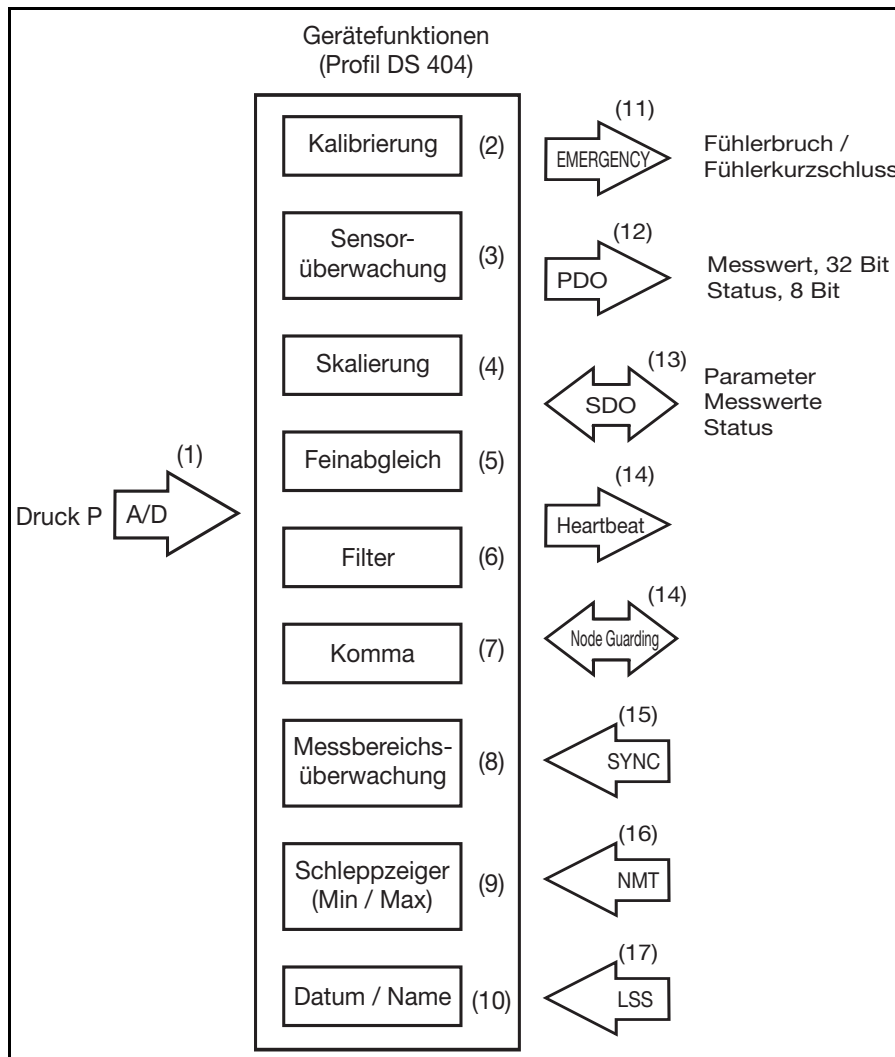 Gerätefunktionen
(Profil DS 404)
Kalibrierung
(2)
Sensor-
überwachung
(3)
Skalierung
(4)
Feinabgleich
(5)
Filter
(6)
Komma
(7)
Messbereichs-
überwachung
(8)
Schleppzeiger
(Min / Max)
(9)
Datum / Name
(10)
(1)
Druck P
A/D
(11)
EMERGENCY
Fühlerbruch /
Fühlerkurzschluss
(12)
PDO
Messwert, 32 Bit
Status, 8 Bit
(13)
SDO
Parameter
Messwerte
Status
(14)
Heartbeat
(14)
Node Guarding
(15)
SYNC
(16)
NMT
(17)
LSS